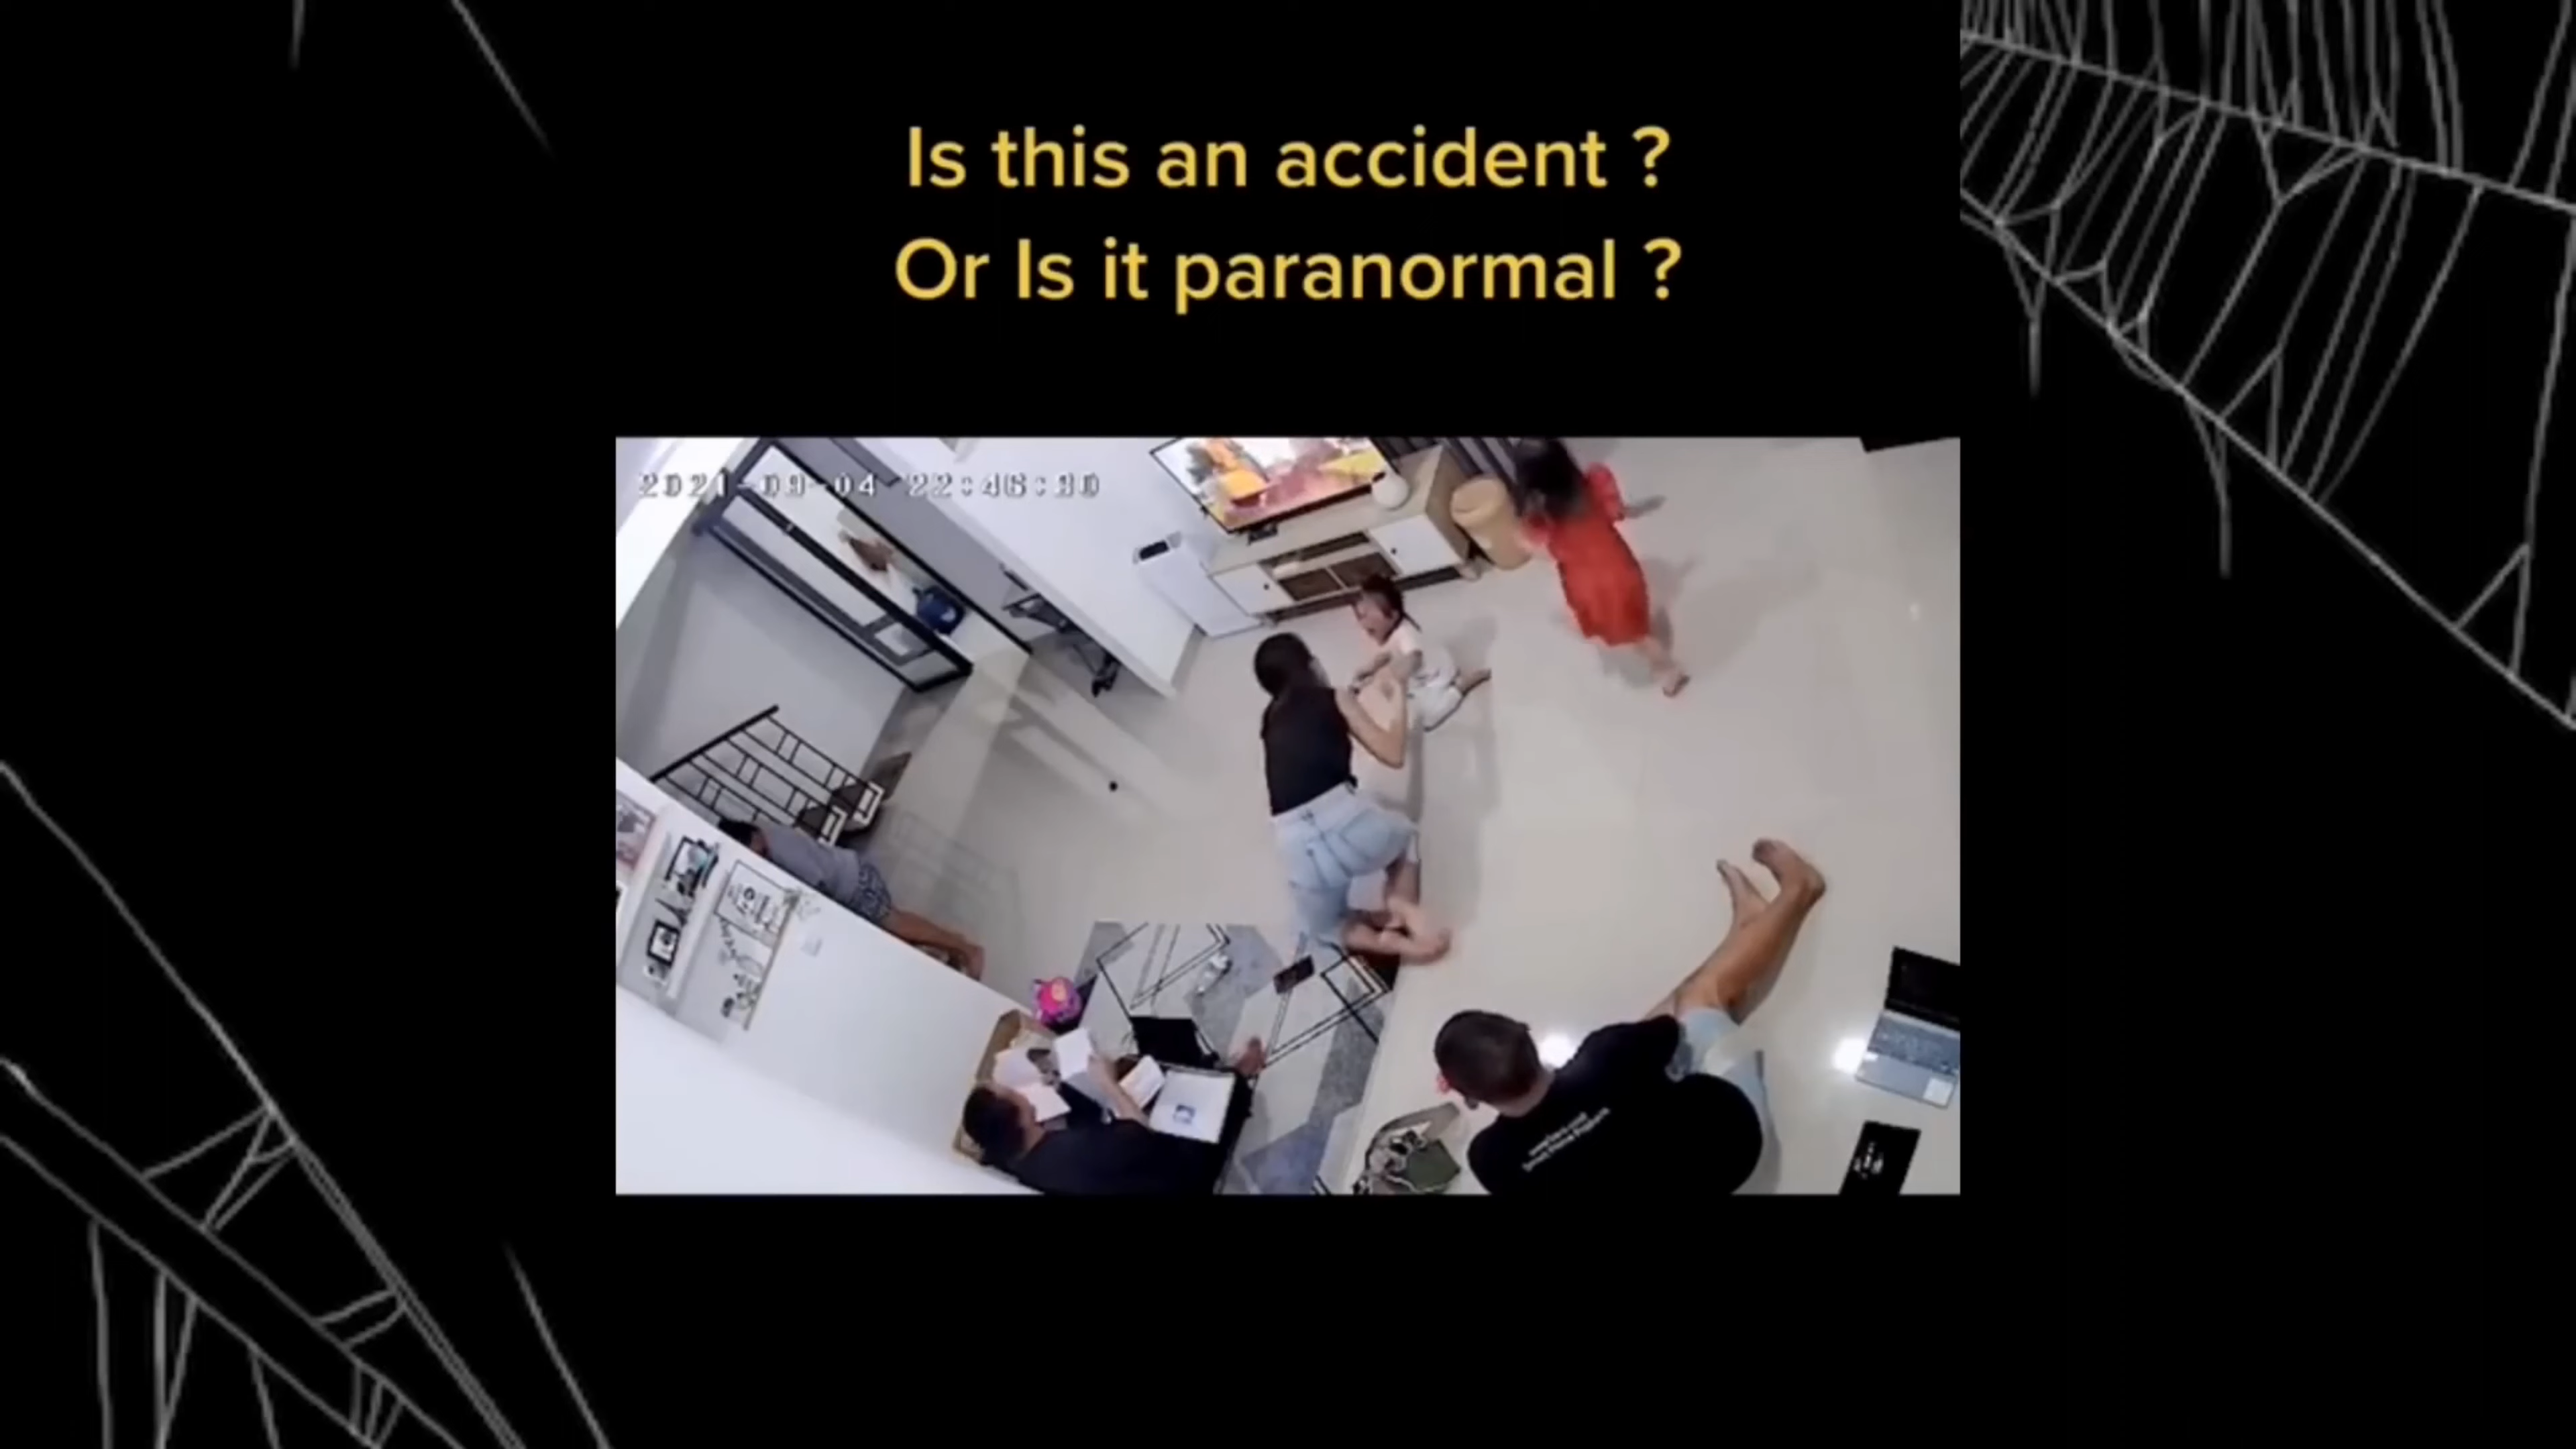 Is this an accident ?
Or Is it paranormal ?